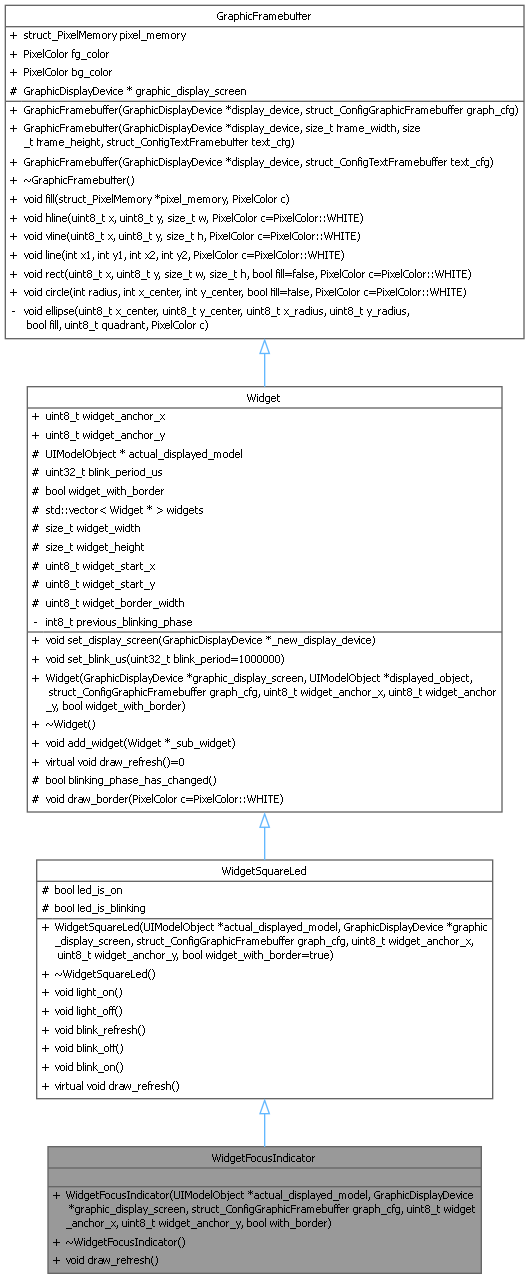 GraphicFramebuffer
+ struct_PixelMemory pixel_memory
+ PixelColor fg_color
+ PixelColor bg_color
# GraphicDisplayDevice * graphic_display_screen
+ GraphicFramebuffer(GraphicDisplayDevice *display_device, struct_ConfigGraphicFramebuffer graph_cfg)
+ GraphicFramebuffer(GraphicDisplayDevice *display_device, size_t frame_width, size
_t frame_height, struct_ConfigTextFramebuffer text_cfg)
+ GraphicFramebuffer(GraphicDisplayDevice *display_device, struct_ConfigTextFramebuffer text_cfg)
+ ~GraphicFramebuffer()
+ void fill(struct_PixelMemory *pixel_memory, PixelColor c)
+ void hline(uint8_t x, uint8_t y, size_t w, PixelColor c=PixelColor::WHITE)
+ void vline(uint8_t x, uint8_t y, size_t h, PixelColor c=PixelColor::WHITE)
+ void line(int x1, int y1, int x2, int y2, PixelColor c=PixelColor::WHITE)
+ void rect(uint8_t x, uint8_t y, size_t w, size_t h, bool fill=false, PixelColor c=PixelColor::WHITE)
+ void circle(int radius, int x_center, int y_center, bool fill=false, PixelColor c=PixelColor::WHITE)
- void ellipse(uint8_t x_center, uint8_t y_center, uint8_t x_radius, uint8_t y_radius,
bool fill, uint8_t quadrant, PixelColor c)
Widget
+ uint8_t widget_anchor_x
+ uint8_t widget_anchor_y
# UIModelObject * actual_displayed_model
# uint32_t blink_period_us
# bool widget_with_border
# std::vector< Widget * > widgets
# size_t widget_width
# size_t widget_height
# uint8_t widget_start_x
# uint8_t widget_start_y
# uint8_t widget_border_width
- int8_t previous_blinking_phase
+ void set_display_screen(GraphicDisplayDevice *_new_display_device)
+ void set_blink_us(uint32_t blink_period=1000000)
+ Widget(GraphicDisplayDevice *graphic_display_screen, UIModelObject *displayed_object,
struct_ConfigGraphicFramebuffer graph_cfg, uint8_t widget_anchor_x, uint8_t widget_anchor
_y, bool widget_with_border)
+ ~Widget()
+ void add_widget(Widget *_sub_widget)
+ virtual void draw_refresh()=0
# bool blinking_phase_has_changed()
# void draw_border(PixelColor c=PixelColor::WHITE)
WidgetSquareLed
# bool led_is_on
# bool led_is_blinking
+ WidgetSquareLed(UIModelObject *actual_displayed_model, GraphicDisplayDevice *graphic
_display_screen, struct_ConfigGraphicFramebuffer graph_cfg, uint8_t widget_anchor_x,
uint8_t widget_anchor_y, bool widget_with_border=true)
+ ~WidgetSquareLed()
+ void light_on()
+ void light_off()
+ void blink_refresh()
+ void blink_off()
+ void blink_on()
+ virtual void draw_refresh()
WidgetFocusIndicator
+ WidgetFocusIndicator(UIModelObject *actual_displayed_model, GraphicDisplayDevice
*graphic_display_screen, struct_ConfigGraphicFramebuffer graph_cfg, uint8_t widget
_anchor_x, uint8_t widget_anchor_y, bool with_border)
+ ~WidgetFocusIndicator()
+ void draw_refresh()